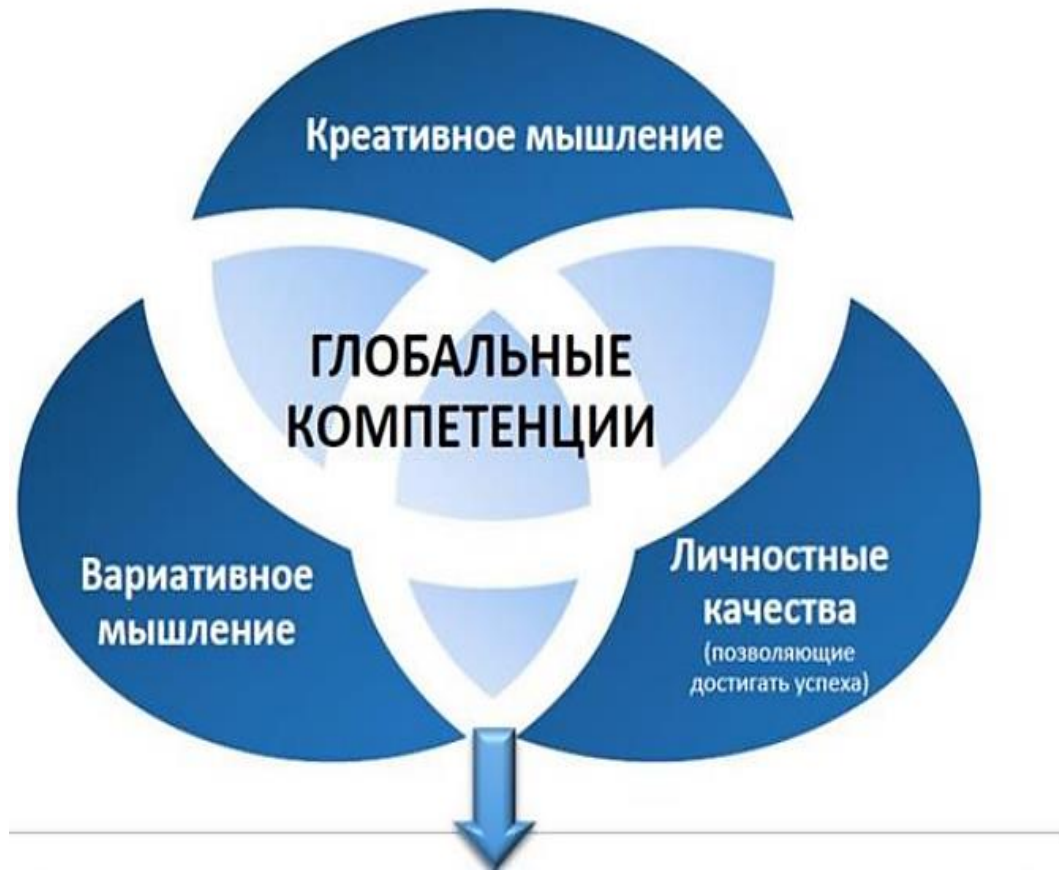 Креативное мышление
ГЛОБАЛЬНЫЕ
КОМПЕТЕНЦИИ
Вариативное
мышление
Личностные
качества
(позволяющие
достигать успеха)